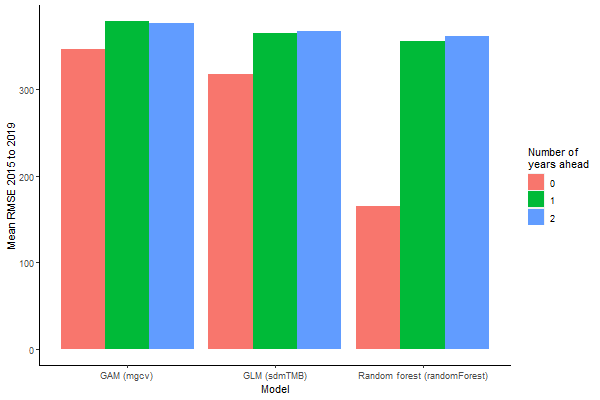 Mean RMSE 2015 to 2019
300
200
100
0
GAM (mgcv)
GLM (sdmTMB)
Random forest (randomForest)
Model
Number of
years ahead
0
1
2